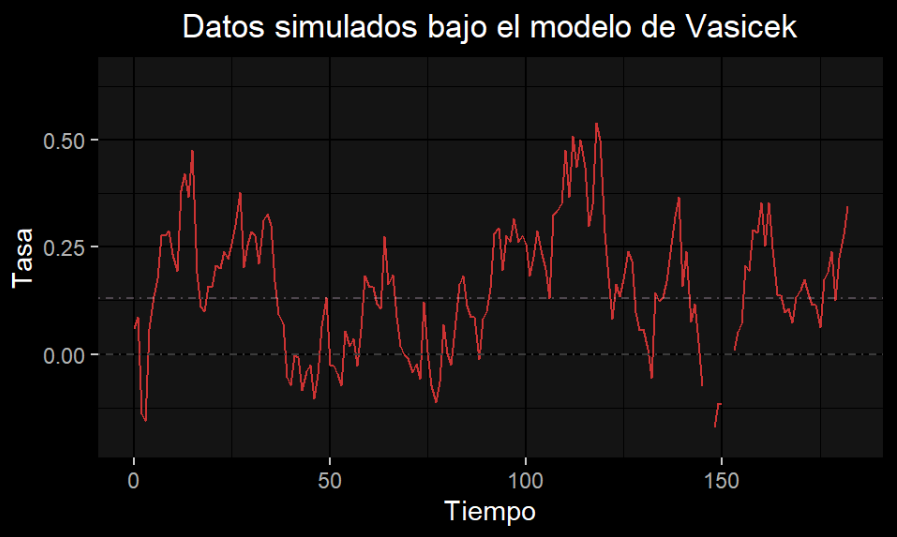 Datos simulados bajo el modelo de Vasicek
Tasa
0.50
0.25
0.00
0 50 100 150
Tiempo